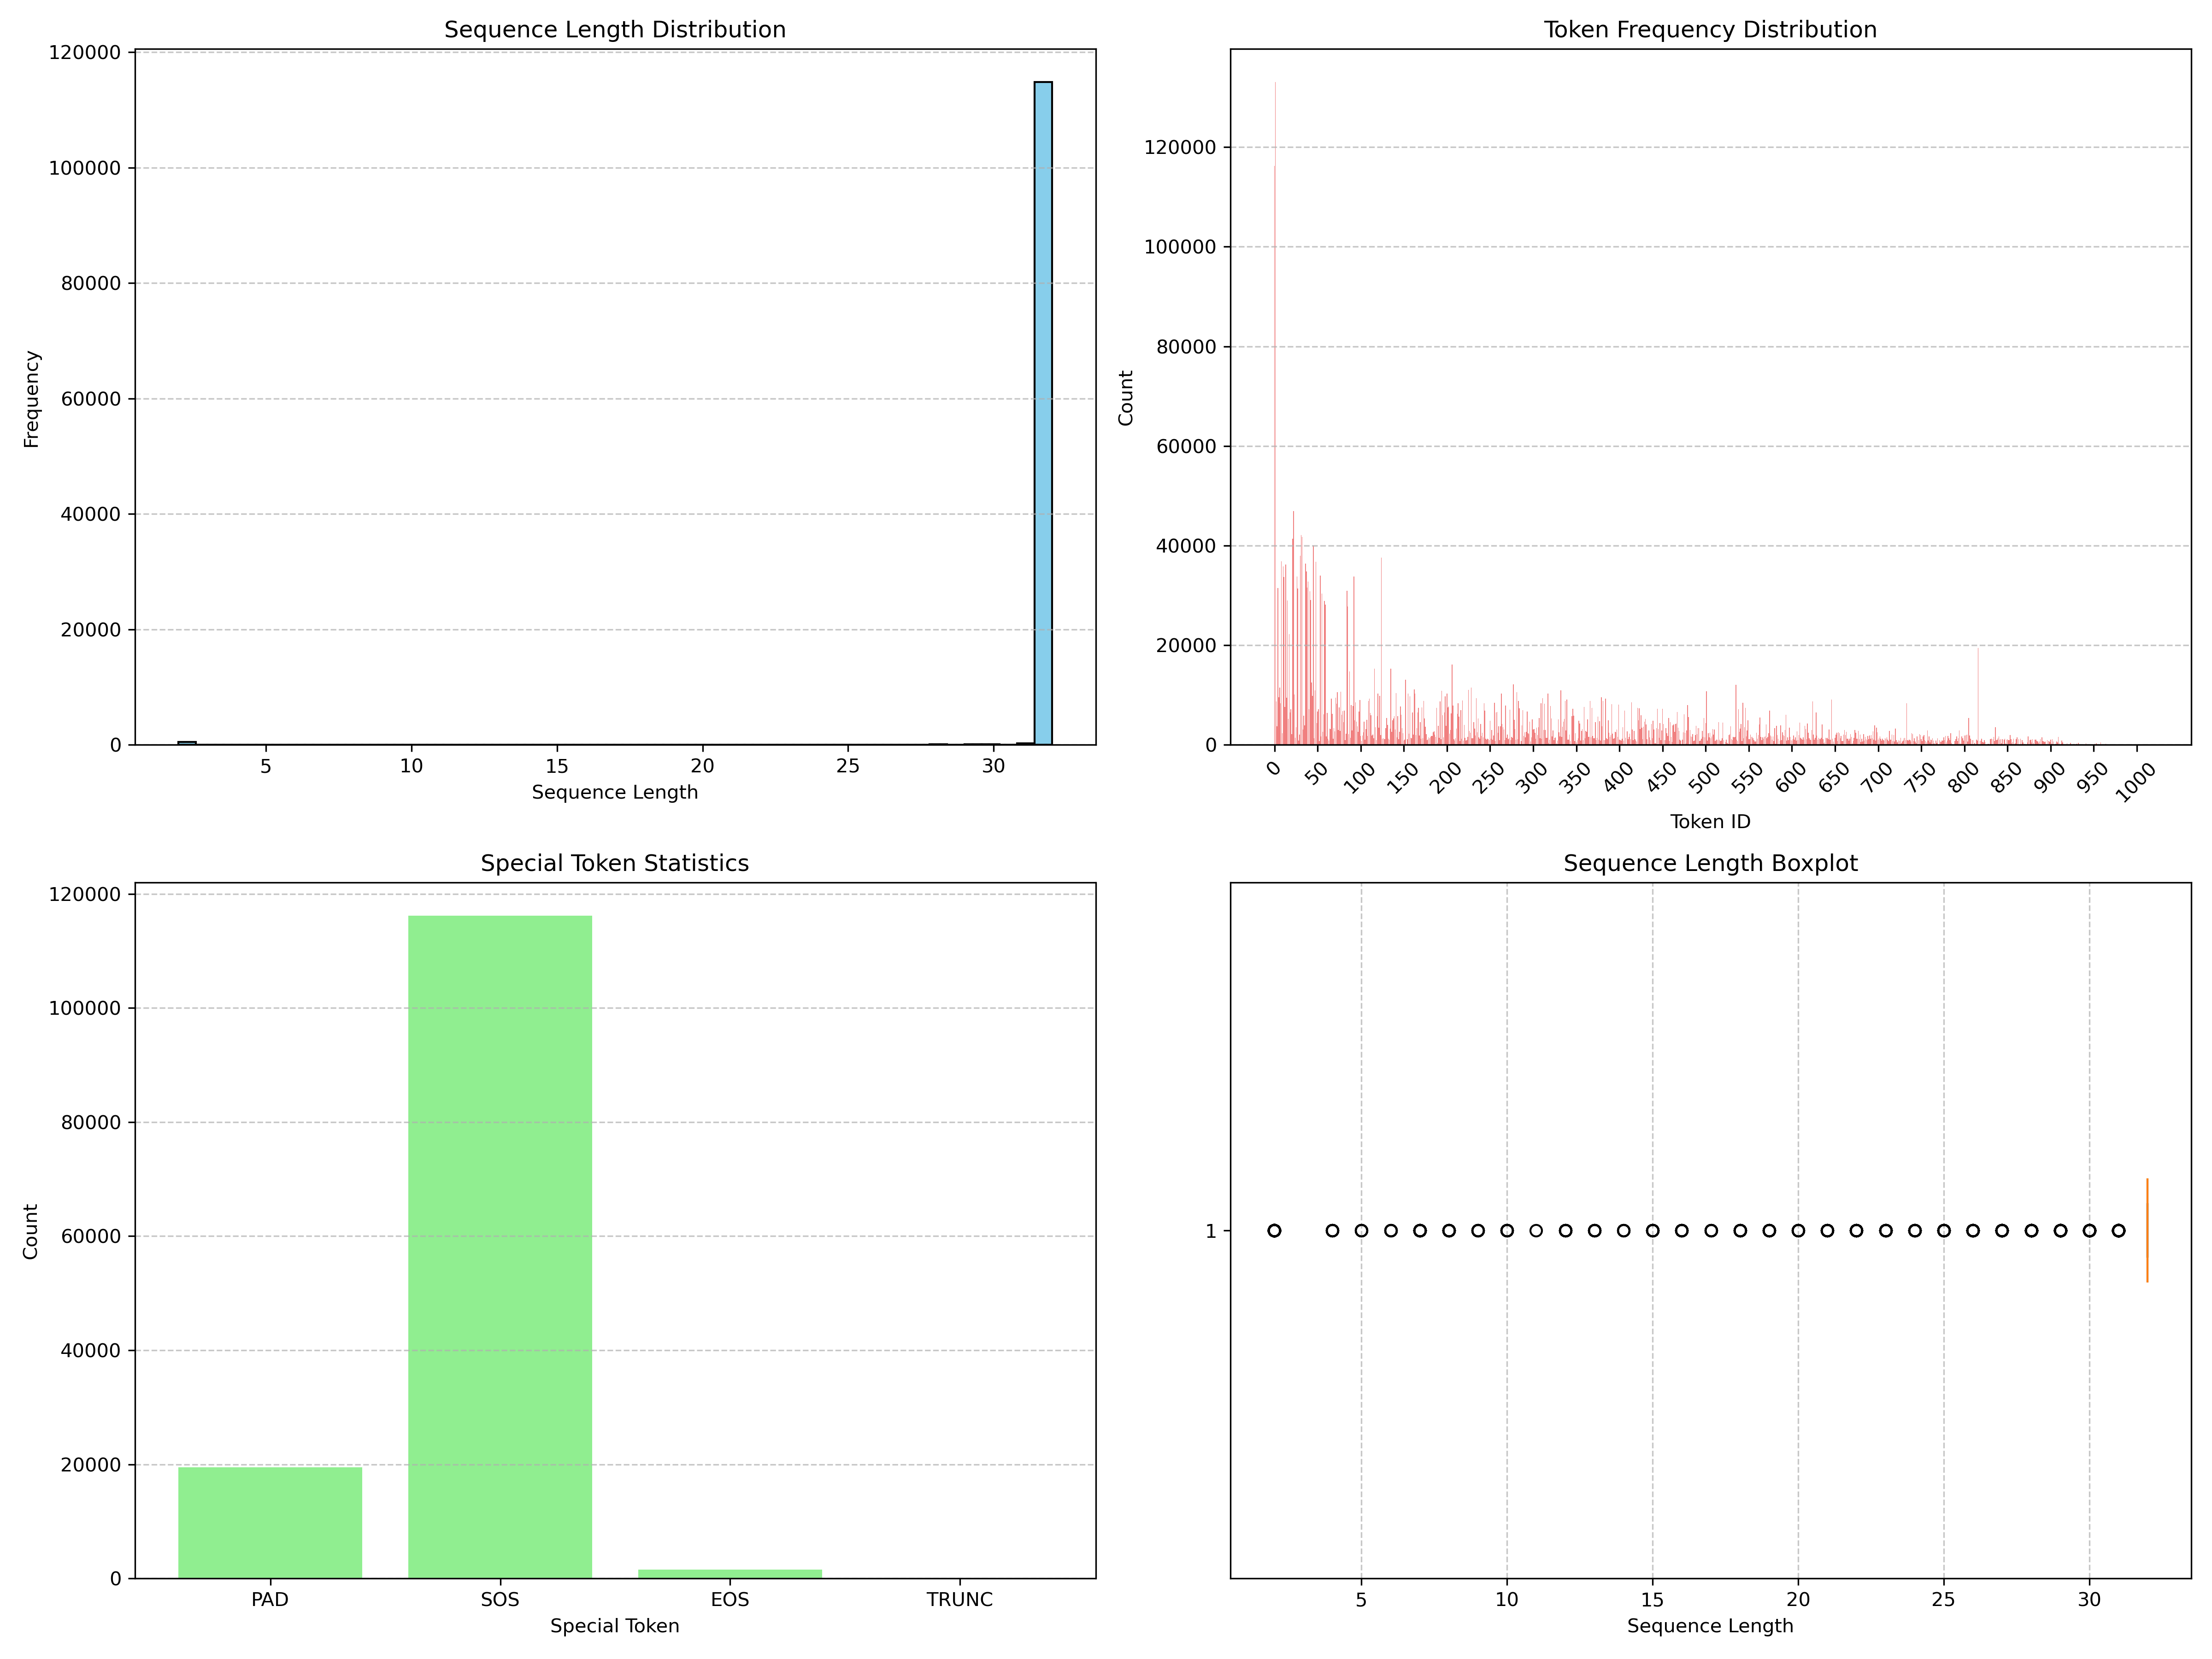 Sequence Length Distribution
120000
100000
80000
60000
40000
20000
0
Frequency
5 10 15 20 25 30
Sequence Length
Token Frequency Distribution
120000
100000
80000
60000
40000
20000
0
Count
0 50 100 150 200 250 300 350 400 450 500 550 600 650 700 750 800 850 900 950 1000
Token ID
Special Token Statistics
120000
100000
80000
60000
40000
20000
0
Count
PAD SOS EOS TRUNC
Special Token
Sequence Length Boxplot
1
5 10 15 20 25 30
Sequence Length